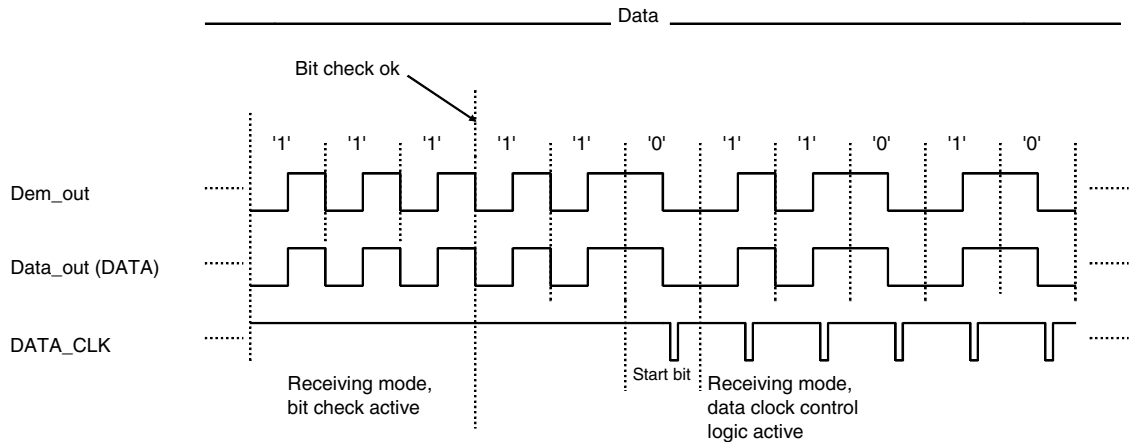 Data
Bit check ok
'1' '1' '1' '1' '1' '0' '1' '1' '0' '1' '0'
Dem_out
Data_out (DATA)
DATA_CLK
Start bit
Receiving mode,
bit check active
Receiving mode,
data clock control
logic active